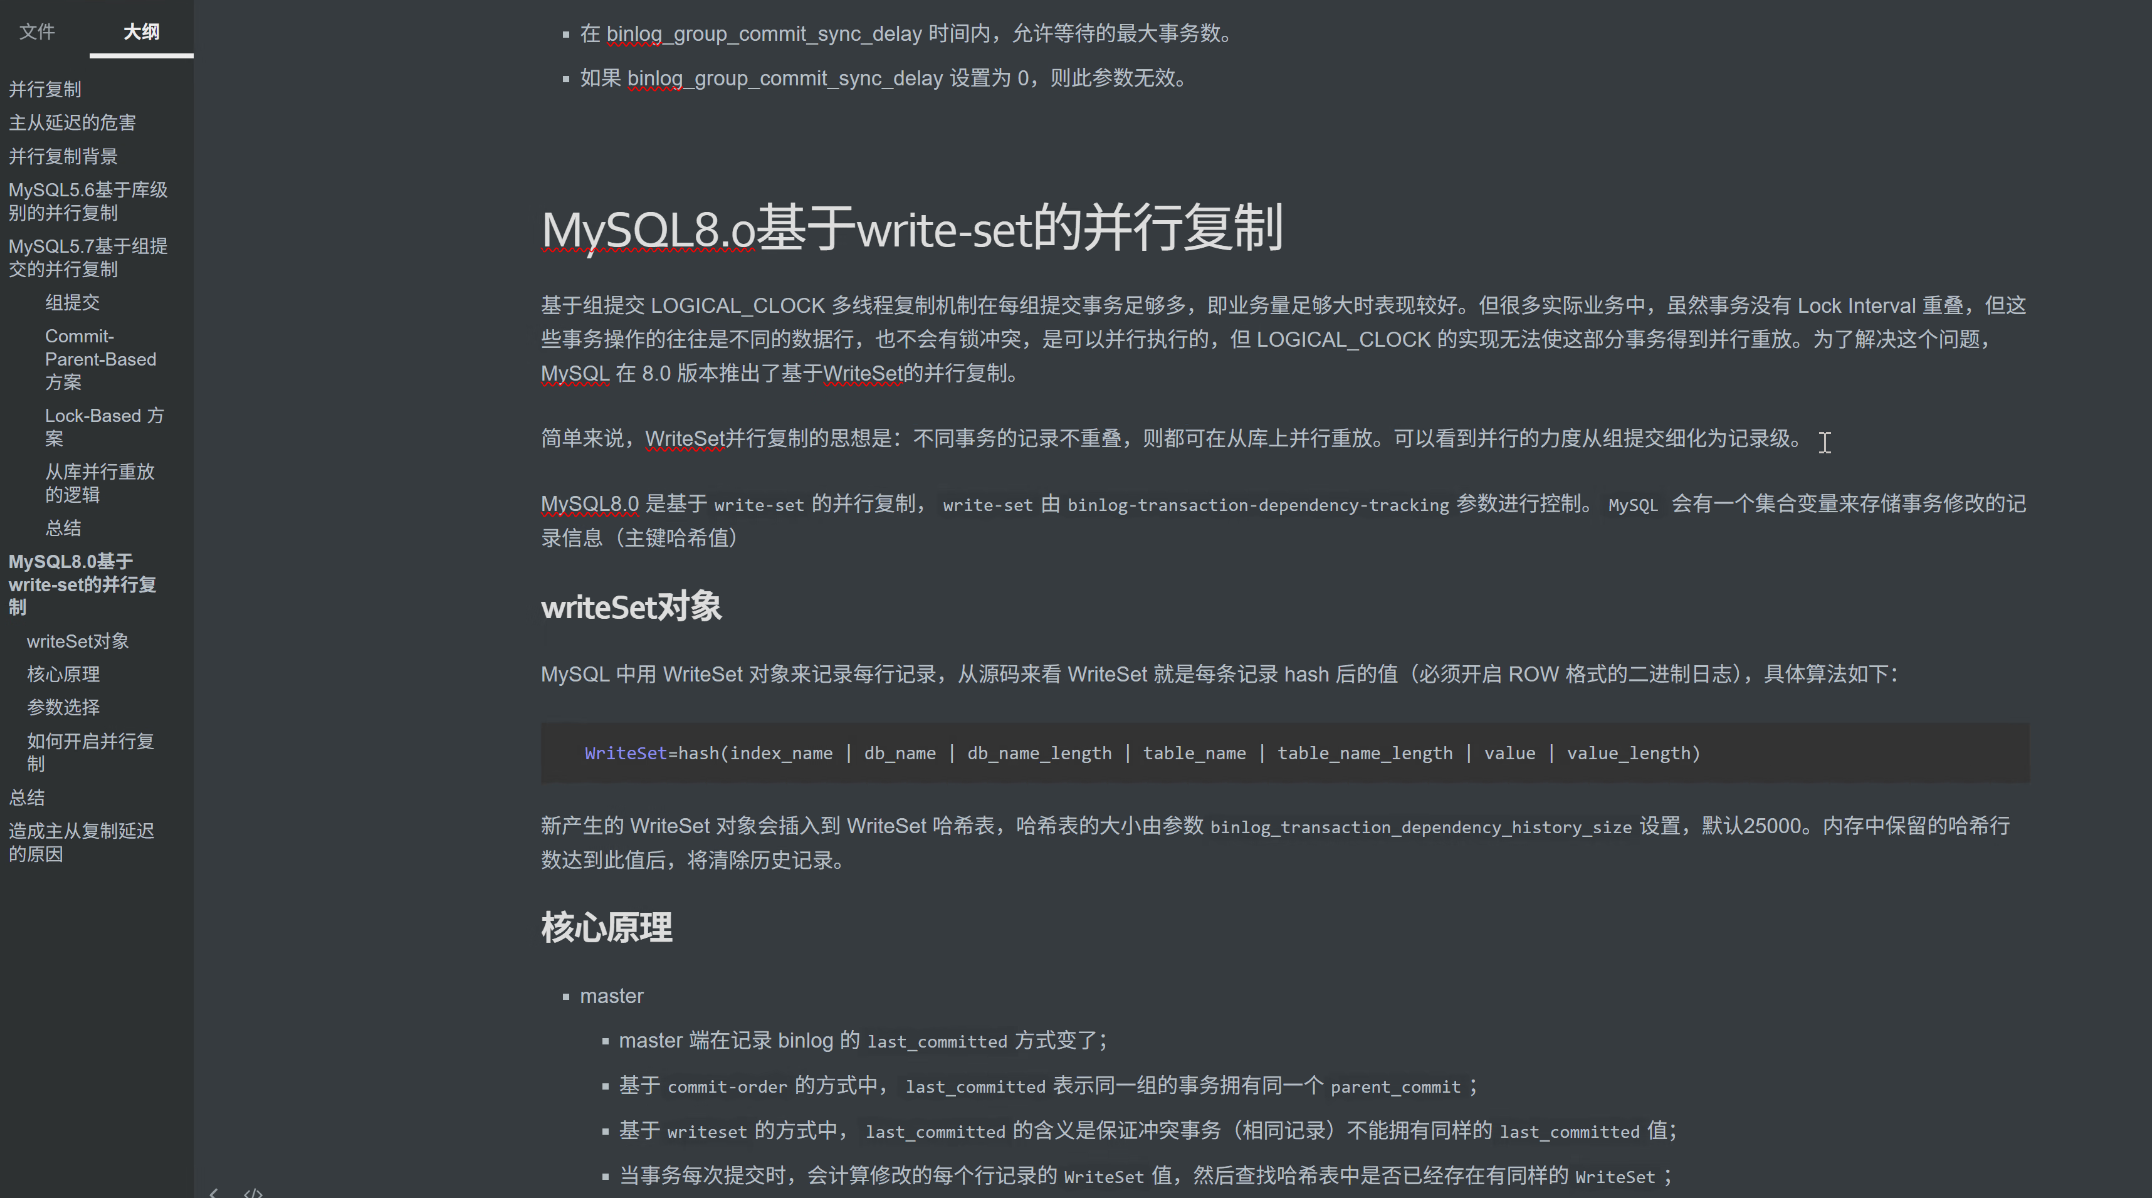 文件
大纲
并行复制
主从延迟的危害
并行复制背景
MySQL5.6基于库级
别的并行复制
MySQL5.7基于组提
交的并行复制
组提交
Commit-
Parent-Based
方案
Lock-Based 方
案
从库并行重放
的逻辑
总结
MySQL8.0基于
write-set的并行复
制
writeSet对象
核心原理
参数选择
如何开启并行复
制
总结
造成主从复制延迟
的原因
在 binlog_group_commit_sync_delay 时间内，允许等待的最大事务数。
如果 binlog_group_commit_sync_delay 设置为 0，则此参数无效。
MySQL8.0基于write-set的并行复制
基于组提交 LOGICAL_CLOCK 多线程复制机制在每组提交事务足够多，即业务量足够大时表现较好。但很多实际业务中，虽然事务没有 Lock Interval 重叠，但这
些事务操作的往往是不同的数据行，也不会有锁冲突，是可以并行执行的，但 LOGICAL_CLOCK 的实现无法使这部分事务得到并行重放。为了解决这个问题，
MySQL 在 8.0 版本推出了基于WriteSet的并行复制。
简单来说，WriteSet并行复制的思想是：不同事务的记录不重叠，则都可在从库上并行重放。可以看到并行的力度从组提交细化为记录级。
MySQL8.0 是基于 write-set 的并行复制， write-set 由 binlog-transaction-dependency-tracking 参数进行控制。 MySQL 会有一个集合变量来存储事务修改的记
录信息（主键哈希值）
writeSet对象
MySQL 中用 WriteSet 对象来记录每行记录，从源码来看 WriteSet 就是每条记录 hash 后的值（必须开启 ROW 格式的二进制日志），具体算法如下：
WriteSet=hash(index_name | db_name | db_name_length | table_name | table_name_length | value | value_length)
新产生的 WriteSet 对象会插入到 WriteSet 哈希表，哈希表的大小由参数 binlog_transaction_dependency_history_size 设置，默认25000。内存中保留的哈希行
数达到此值后，将清除历史记录。
核心原理
master
master 端在记录 binlog 的 last_committed 方式变了；
基于 commit-order 的方式中， last_committed 表示同一组的事务拥有同一个 parent_commit ；
基于 writeset 的方式中， last_committed 的含义是保证冲突事务（相同记录）不能拥有同样的 last_committed 值；
当事务每次提交时，会计算修改的每个行记录的 WriteSet 值，然后查找哈希表中是否已经存在有同样的 WriteSet ；